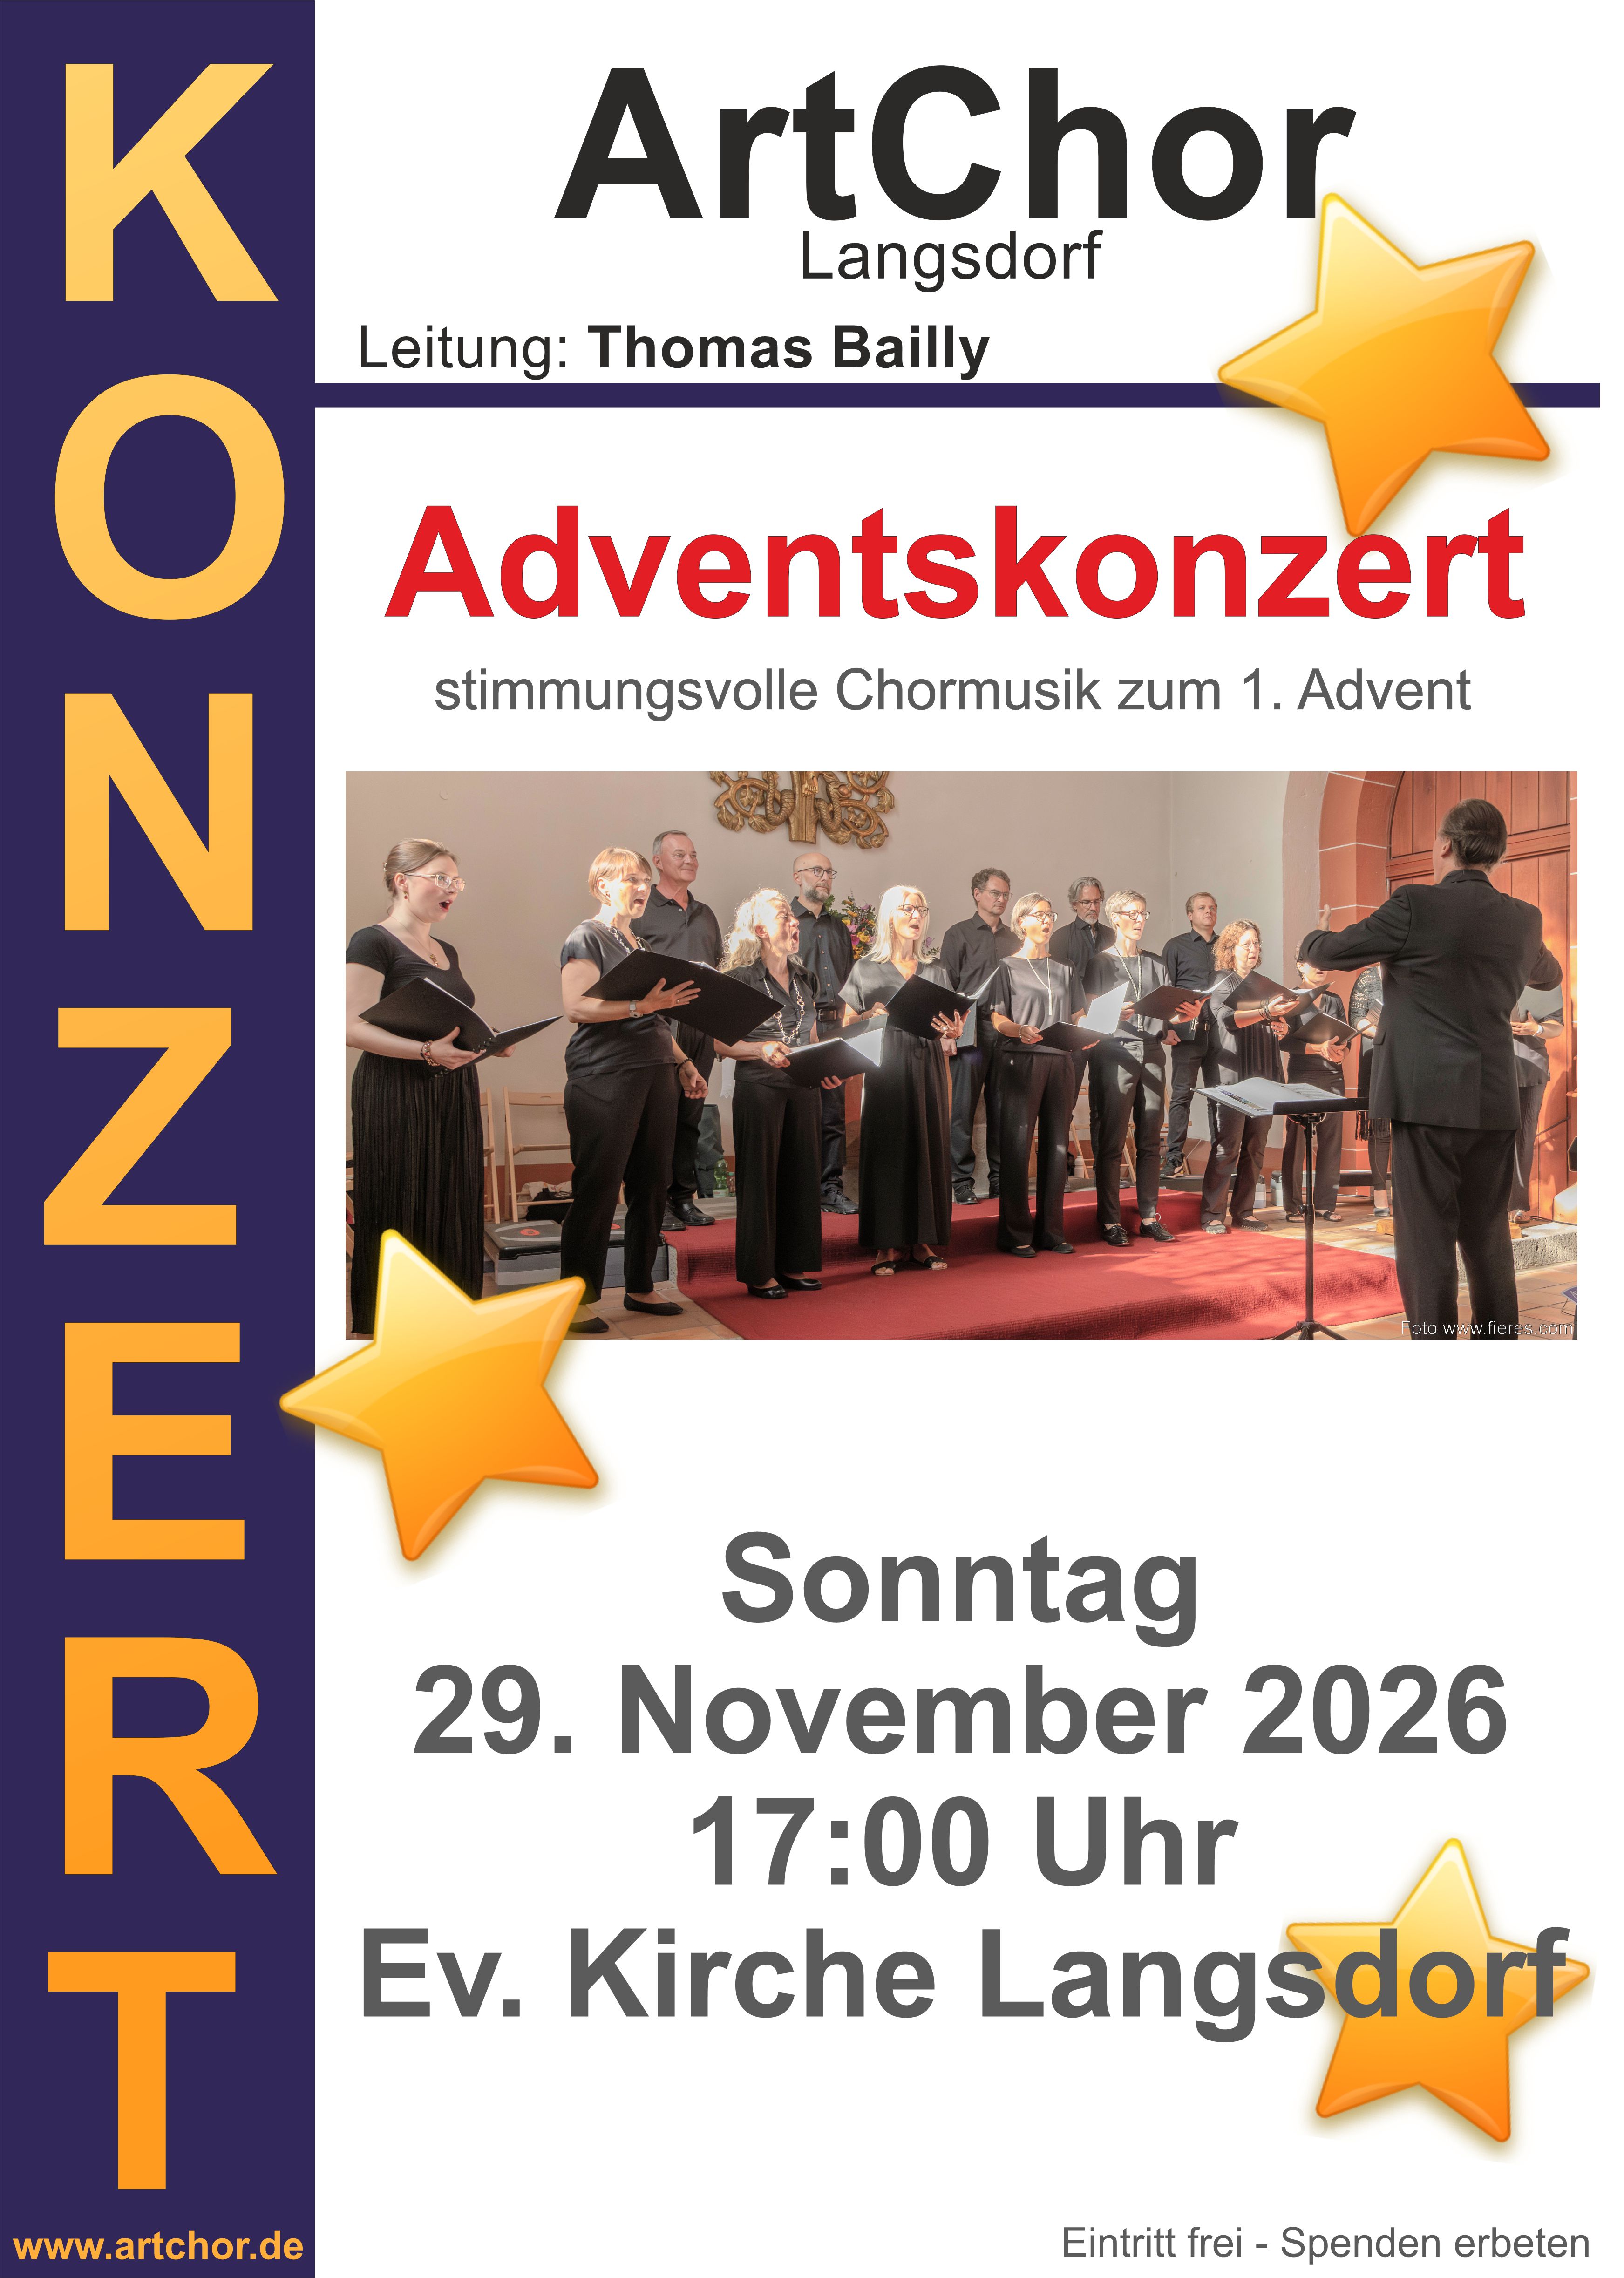 KONZERT
ArtChor
Langsdorf
Leitung: Thomas Bailly
Adventskonzert
stimmungsvolle Chormusik zum 1. Advent
Foto www.fieres.com
Sonntag
29. November 2026
17:00 Uhr
Ev. Kirche Langsdorf
www.artchor.de
Eintritt frei - Spenden erbeten